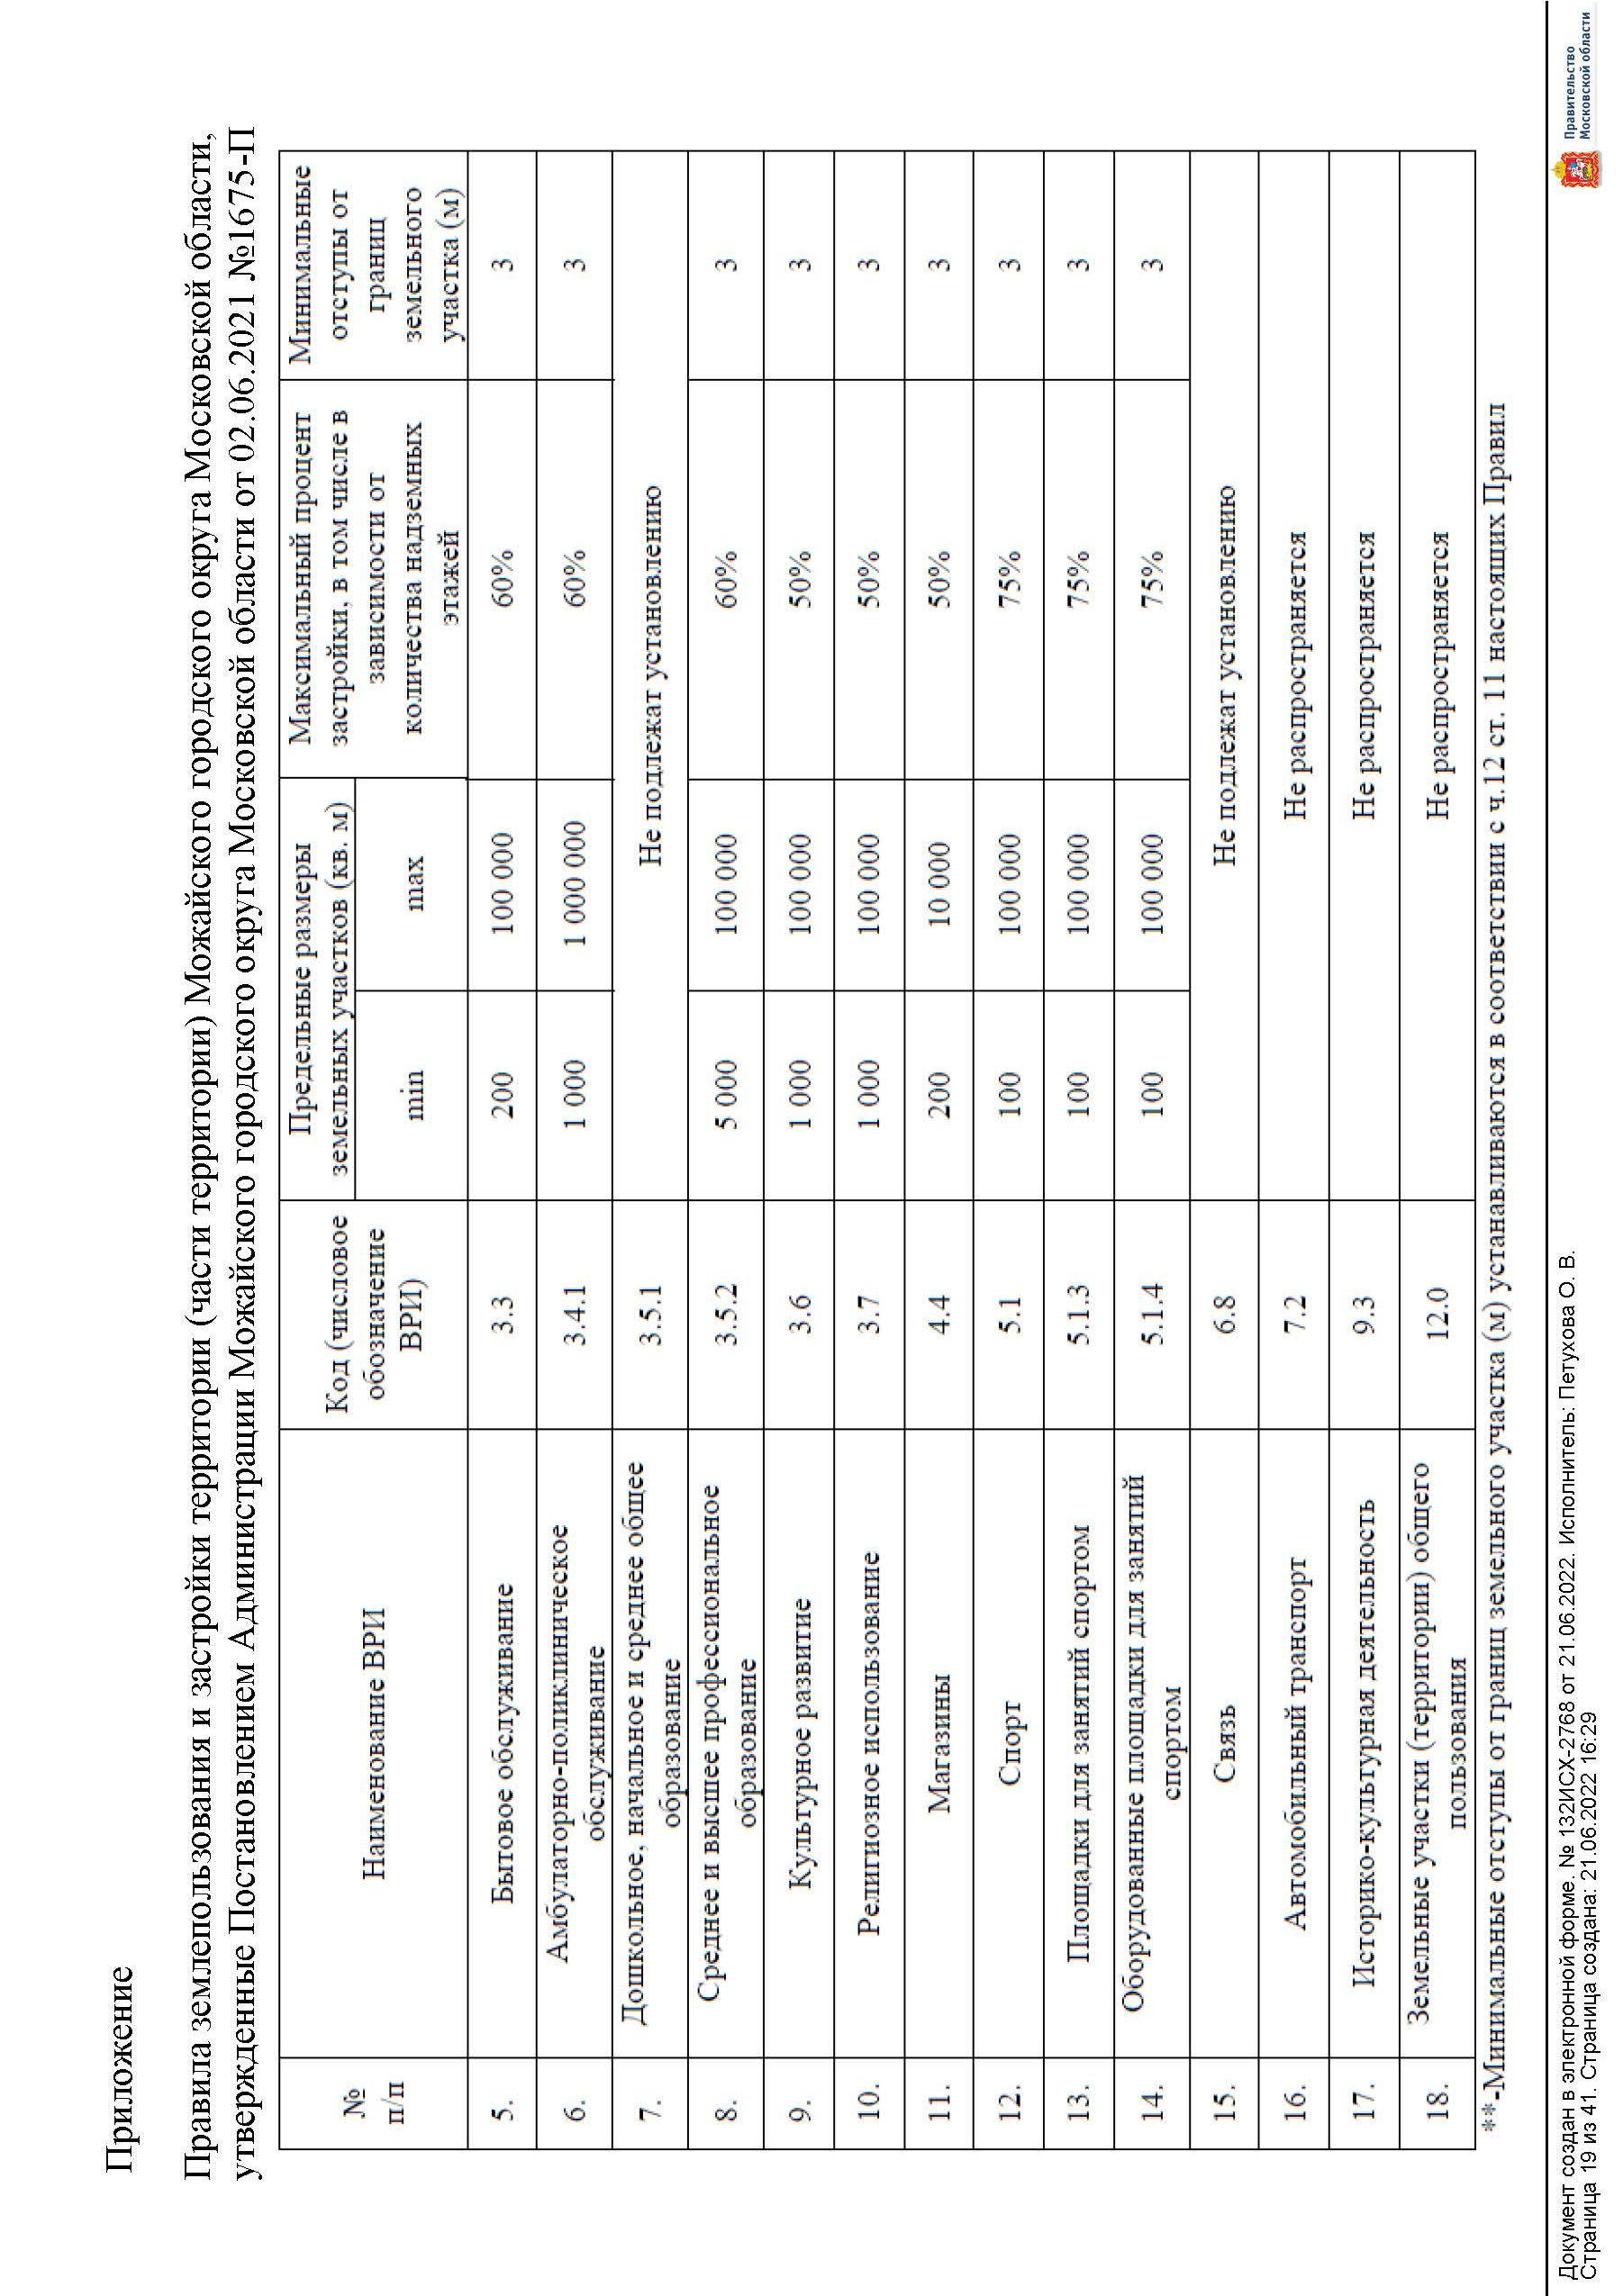 Приложение
Правила землепользования и застройки территории (части территории) Можайского городского округа Московской области,
утвержденные Постановлением Администрации Можайского городского округа Московской области от 02.06.2021 №1675-П
№
п/п
Наименование ВРИ
Код (числовое
обозначение
ВРИ)
Предельные размеры
земельных участков (кв. м)
min
max
Максимальный процент
застройки, в том числе в
зависимости от
количества надземных
этажей
Минимальные
отступы от
границ
земельного
участка (м)
5. Бытовое обслуживание 3.3 200 100 000 60% 3
6. Амбулаторно-поликлиническое
обслуживание 3.4.1 1 000 1 000 000 60% 3
7. Дошкольное, начальное и среднее общее
образование 3.5.1 Не подлежат установлению
8. Среднее и высшее профессиональное
образование 3.5.2 5 000 100 000 60% 3
9. Культурное развитие 3.6 1 000 100 000 50% 3
10. Религиозное использование 3.7 1 000 100 000 50% 3
11. Магазины 4.4 200 10 000 50% 3
12. Спорт 5.1 100 100 000 75% 3
13. Площадки для занятий спортом 5.1.3 100 100 000 75% 3
14. Оборудованные площадки для занятий
спортом 5.1.4 100 100 000 75% 3
15. Связь 6.8 Не подлежат установлению
16. Автомобильный транспорт 7.2 Не распространяется
17. Историко-культурная деятельность 9.3 Не распространяется
18. Земельные участки (территории) общего
пользования 12.0 Не распространяется
**-Минимальные отступы от границ земельного участка (м) устанавливаются в соответствии с ч.12 ст. 11 настоящих Правил
Документ создан в электронной форме. № 132ИСХ-2768 от 21.06.2022. Исполнитель: Петухова О. В.
Страница 19 из 41. Страница создана: 21.06.2022 16:29
Правительство
Московской области